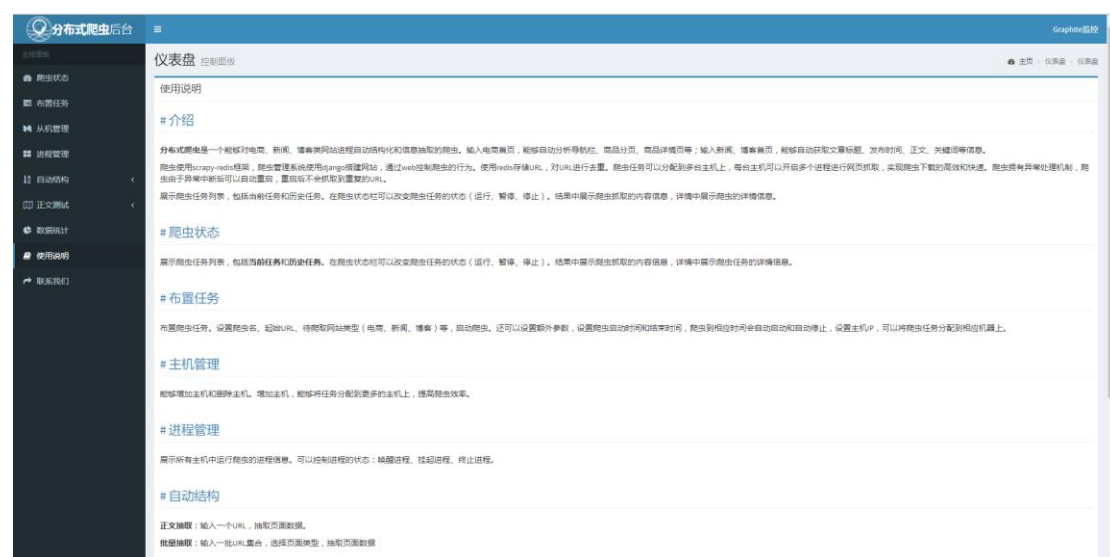 分布式爬虫后台
Graphite监控
仪表盘 控制面板
主页 > 仪表盘 > 仪表盘
主控面板
爬虫状态
布置任务
从机管理
进程管理
自动结构
正文测试
数据统计
使用说明
联系我们
使用说明
#介绍
分布式爬虫是一个能够对电商、新闻、博客类网站进程自动结构化和信息抽取的爬虫。输入电商首页，能够自动分析导航栏、商品分页、商品详情页等；输入新闻、博客首页，能够自动获取文章标题、发布时间、正文、关键词等信息。
爬虫使用scrapy-redis框架，爬虫管理系统使用django搭建网站，通过web控制爬虫的行为。使用redis存储URL，对URL进行去重。爬虫任务可以分配到多台主机上，每台主机可以开启多个进程进行网页抓取，实现爬虫下载的高效和快速。爬虫拥有异常处理机制，爬
虫由于异常中断后可以自动重启，重启后不会抓取到重复的URL。
展示爬虫任务列表，包括当前任务和历史任务。在爬虫状态栏可以改变爬虫任务的状态（运行、暂停、停止）。结果中展示爬虫抓取的内容信息，详情中展示爬虫的详情信息。
#爬虫状态
展示爬虫任务列表，包括当前任务和历史任务。在爬虫状态栏可以改变爬虫任务的状态（运行、暂停、停止）。结果中展示爬虫抓取的内容信息，详情中展示爬虫任务的详情信息。
#布置任务
布置爬虫任务。设置爬虫名、起始URL、待爬取网站类型（电商、新闻、博客）等，启动爬虫。还可以设置额外参数，设置爬虫启动时间和结束时间，爬虫到相应时间会自动启动和自动停止，设置主机IP，可以将爬虫任务分配到相应机器上。
#主机管理
能够增加主机和删除主机。增加主机，能够将任务分配到更多的主机上，提高爬虫效率。
#进程管理
展示所有主机中运行爬虫的进程信息。可以控制进程的状态：唤醒进程、挂起进程、终止进程。
#自动结构
正文抽取：输入一个URL，抽取页面数据。
批量抽取：输入一批URL集合，选择页面类型，抽取页面数据